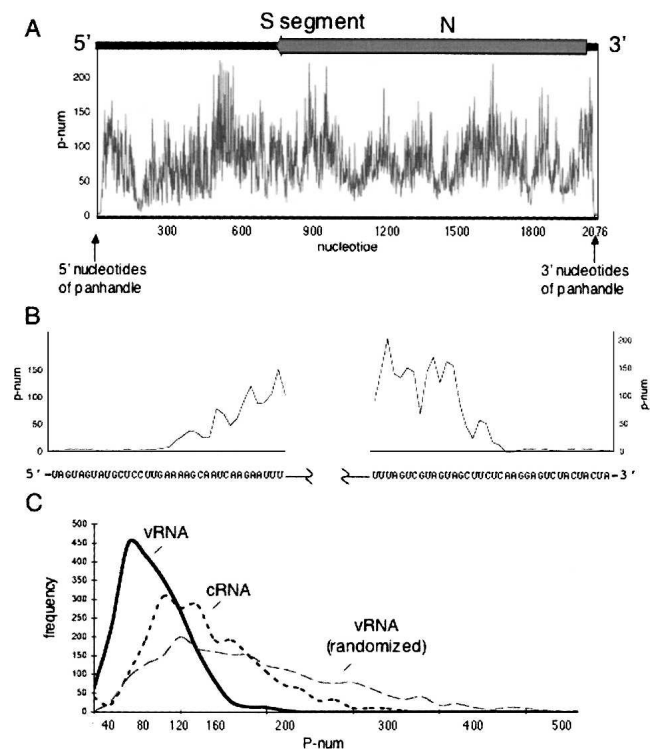 A
S segment
N
5'
3'
p-num
200
150
100
50
0
300 600 900 1200 1500 1800 2076
nucleotide
5' nucleotides
of panhandle
3' nucleotides
of panhandle
B
p-num
150
100
50
0
200
150
100
50
0
p-num
5'-UAGUAGUAUGCUCCUUGAAAAGCAAUCAAGAAUUU
UUUAGUCGUAGUAGCUUCUCAAGGAGUCUACUACUA-3'
C
frequency
500
450
400
350
300
250
200
150
100
50
0
vRNA
cRNA
vRNA
(randomized)
40 80 120 160 200 300 400 500
P-num